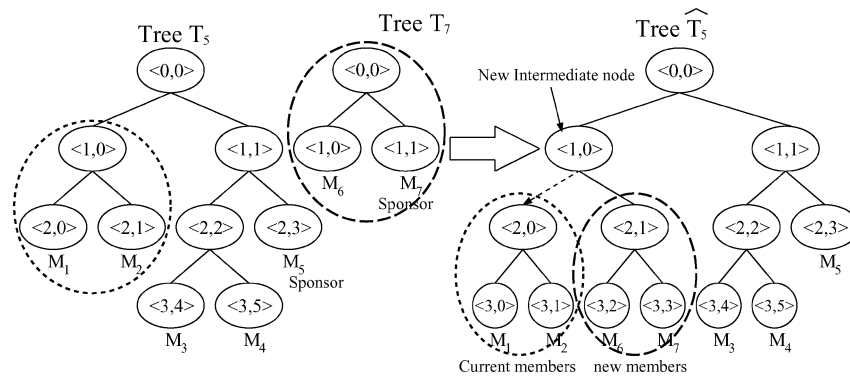 Tree T5
Tree T7
Tree T̂5
<0,0>
<0,0>
New Intermediate node
<0,0>
<1,0>
<1,1>
<1,0>
<1,1>
<1,0>
<1,1>
M6
M7
Sponsor
<2,0>
<2,1>
<2,2>
<2,3>
<2,0>
<2,1>
<2,2>
<2,3>
M1
M2
M5
Sponsor
M5
<3,4>
<3,5>
<3,0>
<3,1>
<3,2>
<3,3>
<3,4>
<3,5>
M3
M4
M1
M2
M6
M7
M3
M4
Current members
new members